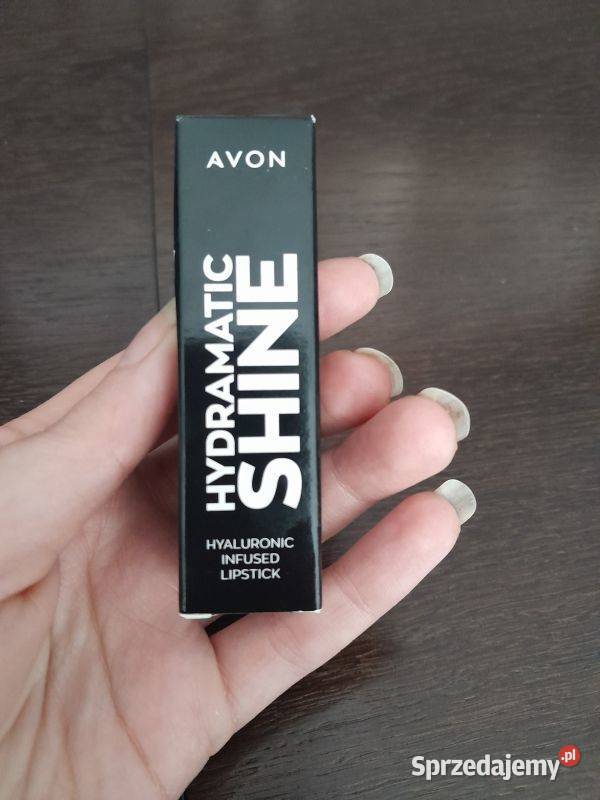 AVON
HYDRAMATIC
SHINE
HYALURONIC
INFUSED
LIPSTICK
Sprzedajemy.pl